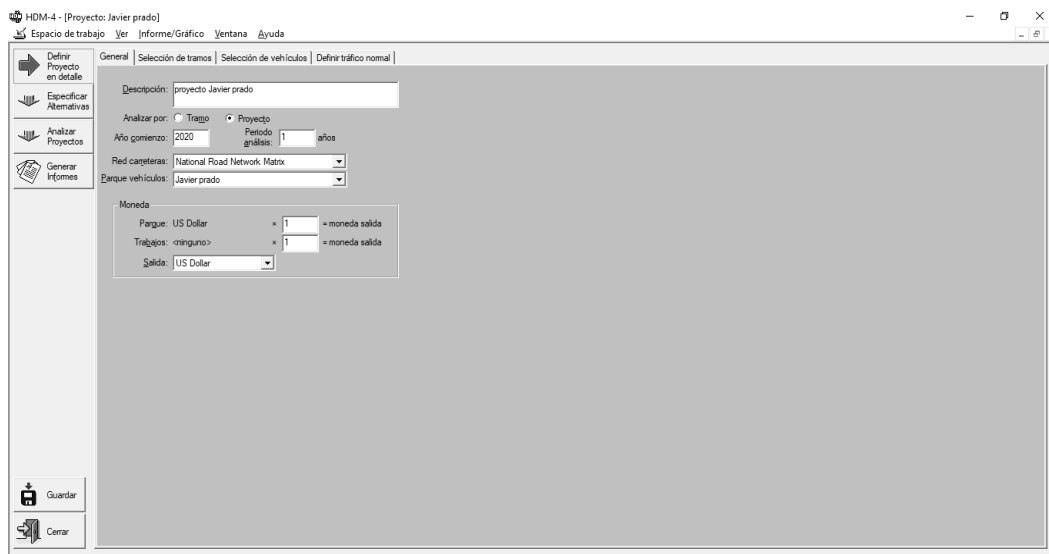 HDM-4 - [Proyecto: Javier prado]
Espacio de trabajo Ver Informe/Gráfico Ventana Ayuda
Definir Proyecto en detalle
General Selección de tramos Selección de vehículos Definir tráfico normal
Especificar Alternativas
Analizar Proyectos
Generar Informes
Descripción: proyecto Javier prado
Analizar por: Tramo Proyecto
Año comienzo: 2020 Periodo análisis: 1 años
Red carreteras: National Road Network Matrix
Parque vehículos: Javier prado
Moneda
Parque: US Dollar × 1 = moneda salida
Trabajos: <ninguno> × 1 = moneda salida
Salida: US Dollar
Guardar
Cerrar